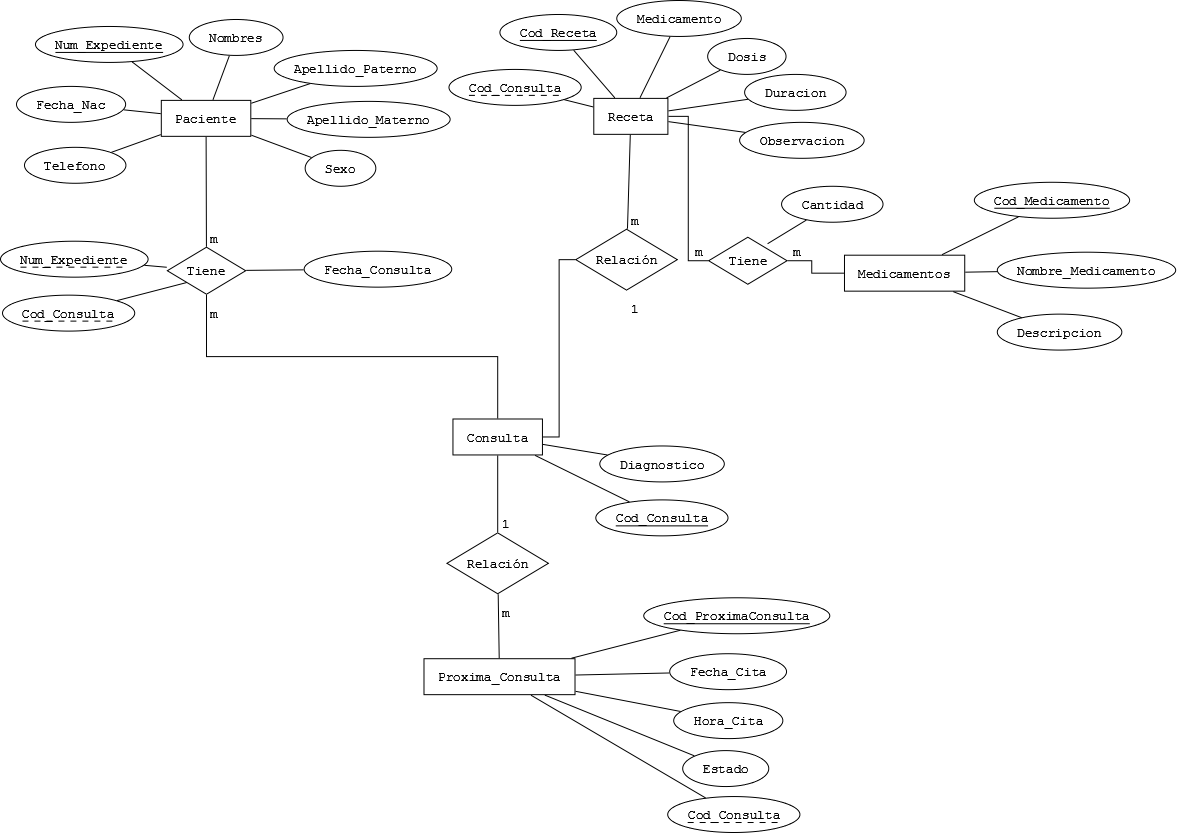 Nombres
Num_Expediente
Apellido_Paterno
Fecha_Nac
Paciente
Apellido_Materno
Telefono
Sexo
m
Num_Expediente
Tiene
Fecha_Consulta
Cod_Consulta
m
Medicamento
Cod_Receta
Dosis
Cod_Consulta
Duracion
Receta
Observacion
m
Relación
1
Cantidad
m
Tiene
m
Cod_Medicamento
Medicamentos
Nombre_Medicamento
Descripcion
Consulta
Diagnostico
Cod_Consulta
1
Relación
m
Cod_ProximaConsulta
Proxima_Consulta
Fecha_Cita
Hora_Cita
Estado
Cod_Consulta